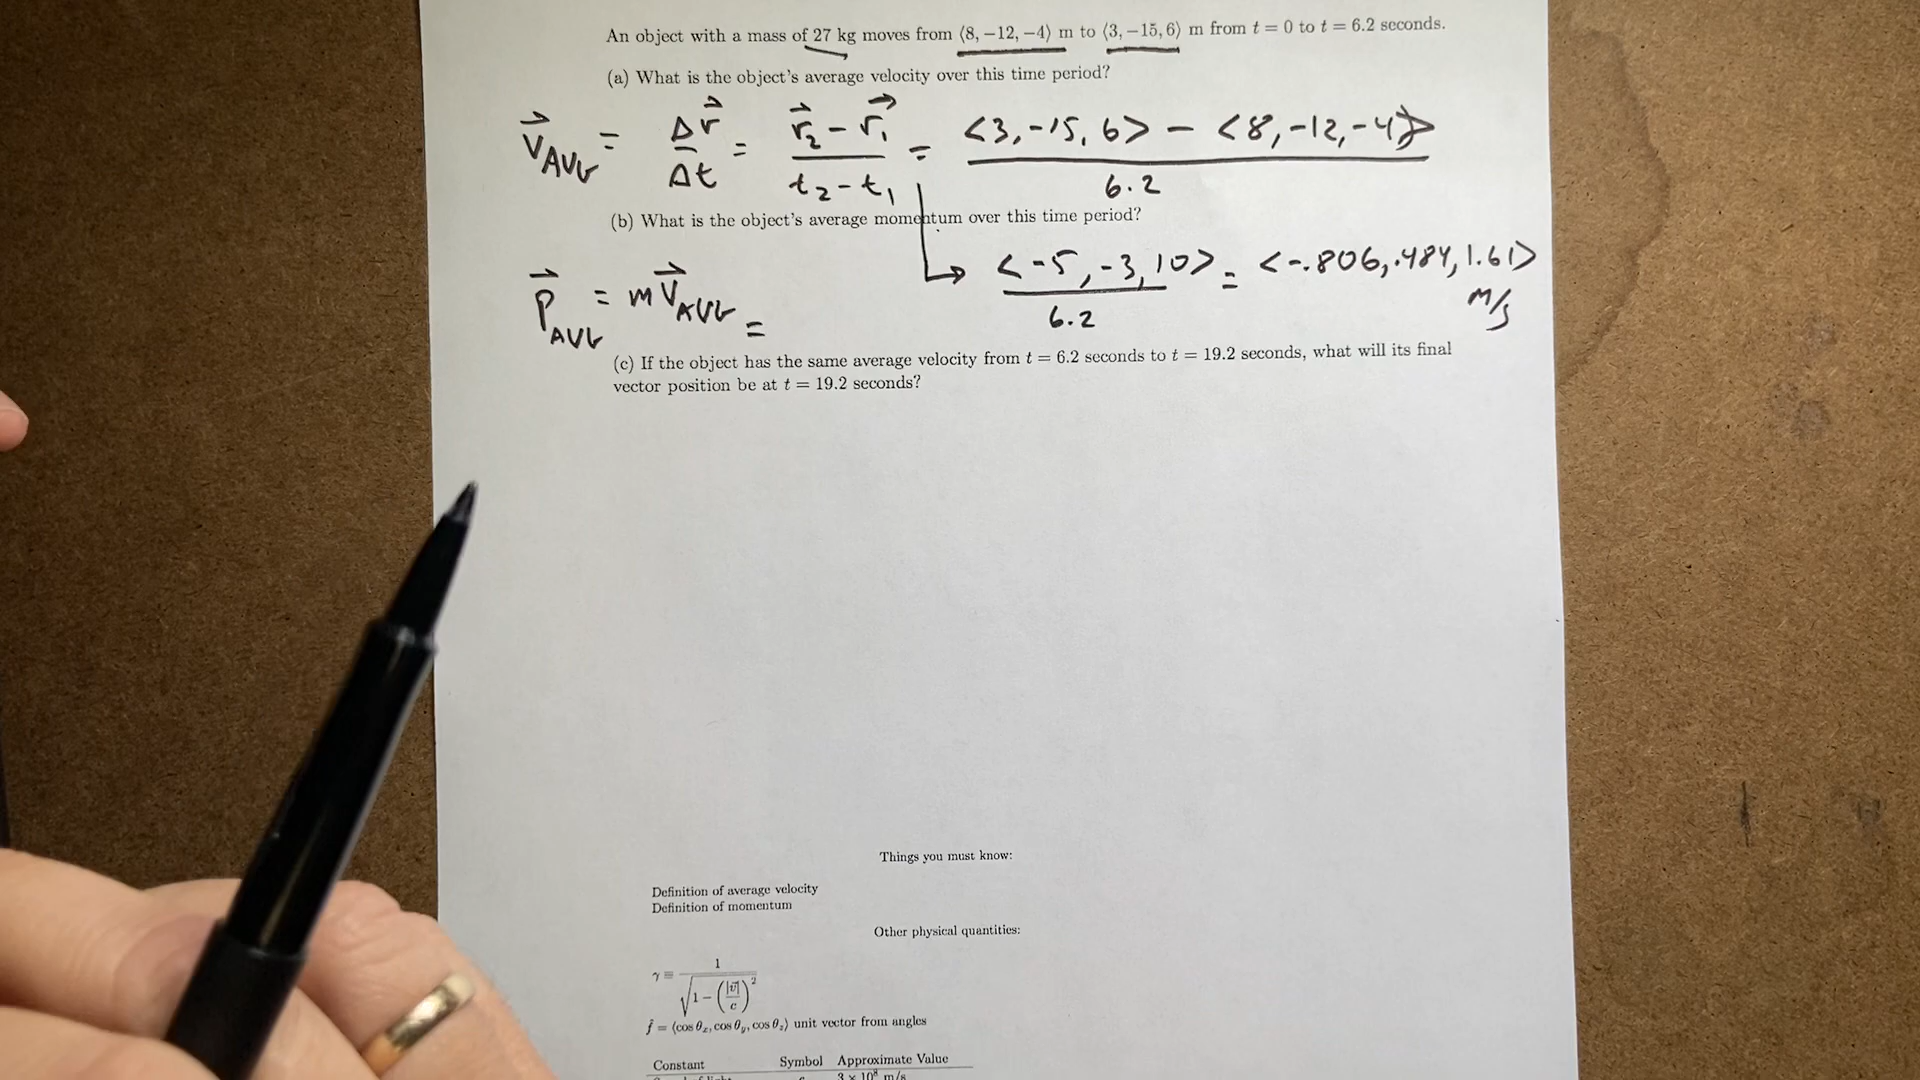 An object with a mass of 27 kg moves from ⟨8, −12, −4⟩ m to ⟨3, −15, 6⟩ m from t = 0 to t = 6.2 seconds.
(a) What is the object's average velocity over this time period?
v⃗AVG = Δr⃗/Δt = (r⃗2 - r⃗1)/(t2 - t1) = (<3, -15, 6> - <8, -12, -4>)/6.2
(b) What is the object's average momentum over this time period?
→ <-5, -3, 10>/6.2 = <-.806, .484, 1.61> m/s
p⃗AVG = mv⃗AVG =
(c) If the object has the same average velocity from t = 6.2 seconds to t = 19.2 seconds, what will its final
vector position be at t = 19.2 seconds?
Things you must know:
Definition of average velocity
Definition of momentum
Other physical quantities:
γ ≡ 1/√(1 − (|v⃗|/c)²)
f̂ = ⟨cos θx, cos θy, cos θz⟩ unit vector from angles
Constant Symbol Approximate Value
c 3 × 10⁸ m/s